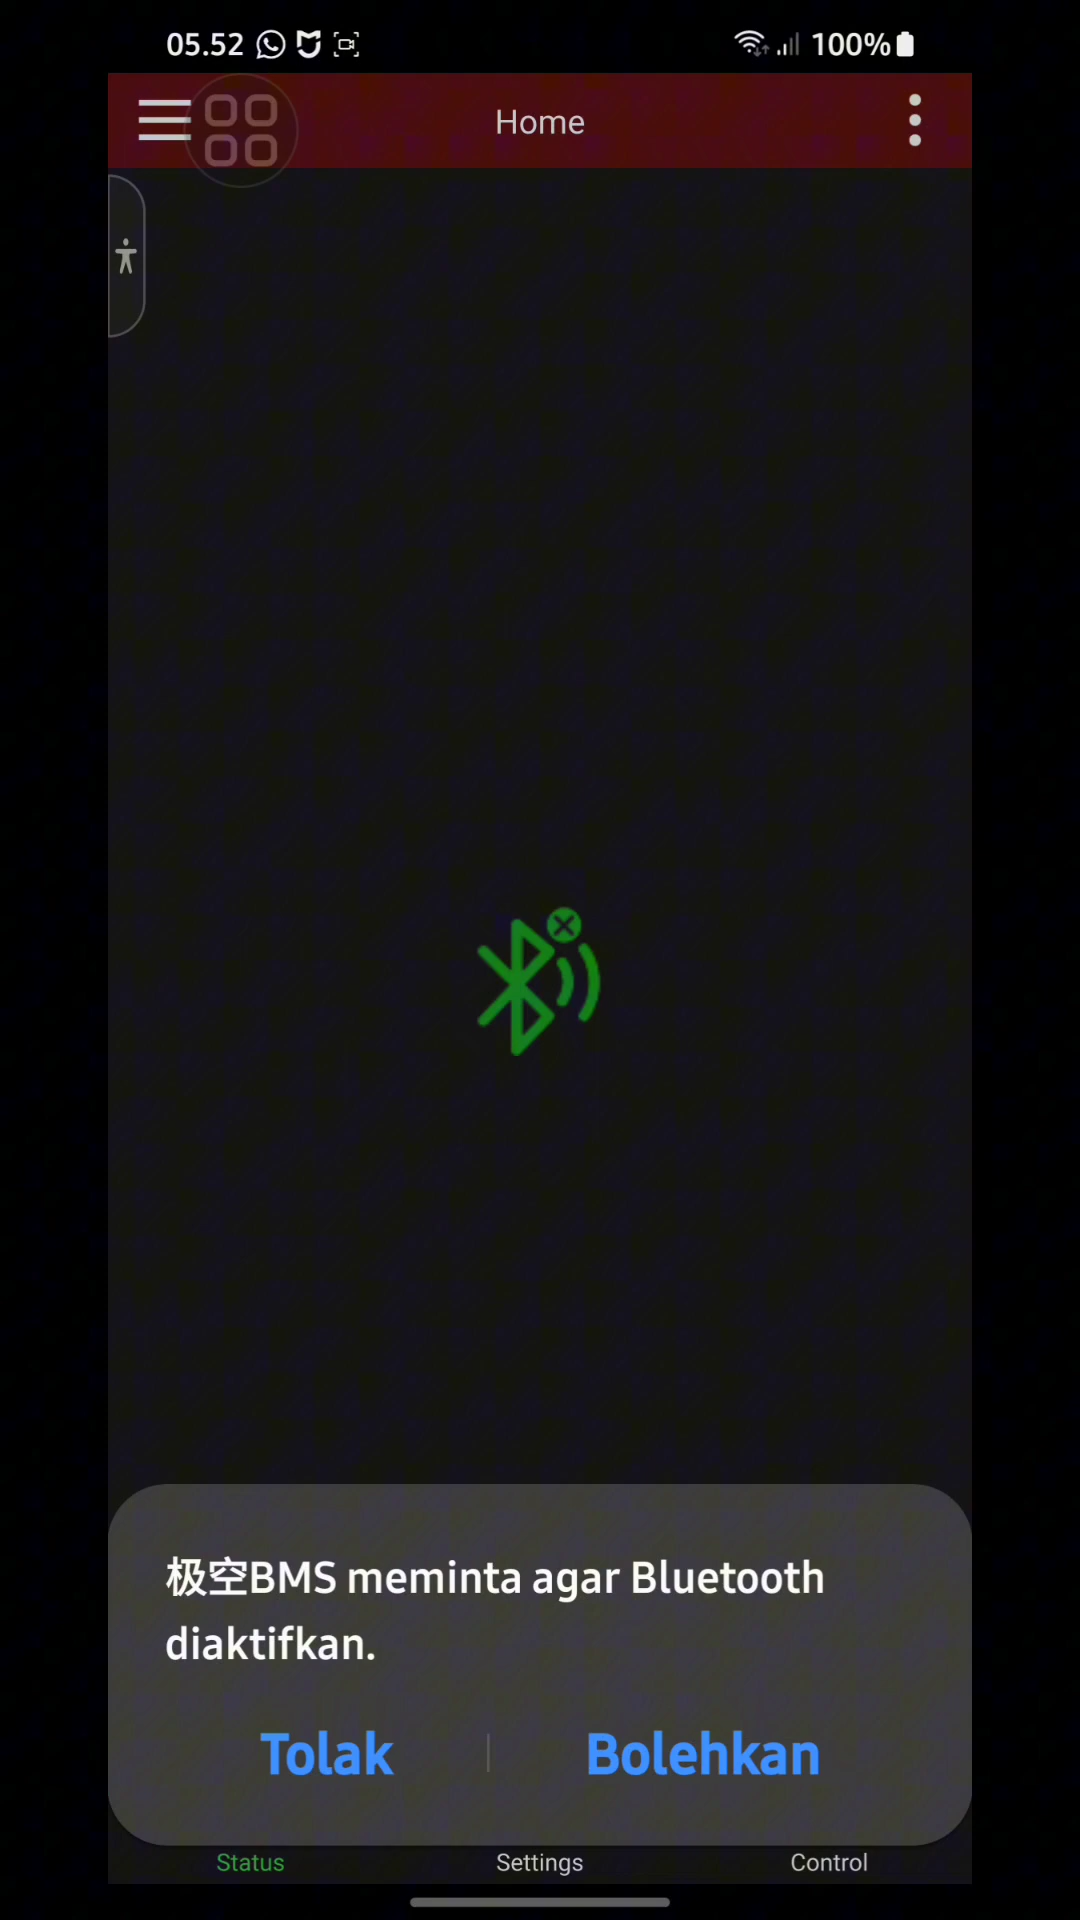 05.52
100%
Home
极空BMS meminta agar Bluetooth
diaktifkan.
Tolak
Bolehkan
Status
Settings
Control